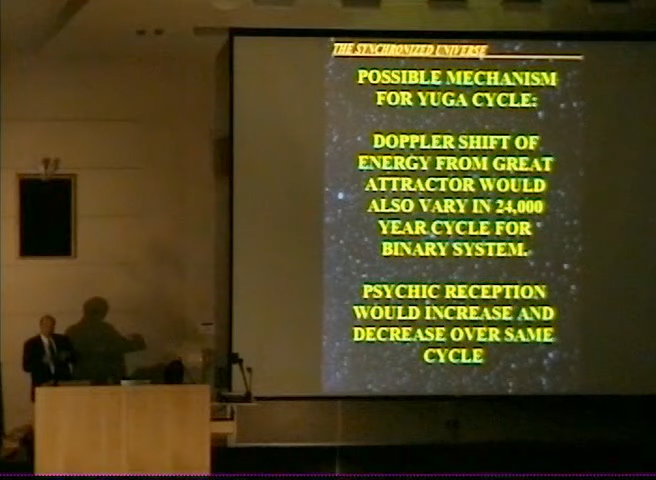 THE SYNCHRONIZED UNIVERSE
POSSIBLE MECHANISM
FOR YUGA CYCLE:
DOPPLER SHIFT OF
ENERGY FROM GREAT
ATTRACTOR WOULD
ALSO VARY IN 24,000
YEAR CYCLE FOR
BINARY SYSTEM.
PSYCHIC RECEPTION
WOULD INCREASE AND
DECREASE OVER SAME
CYCLE